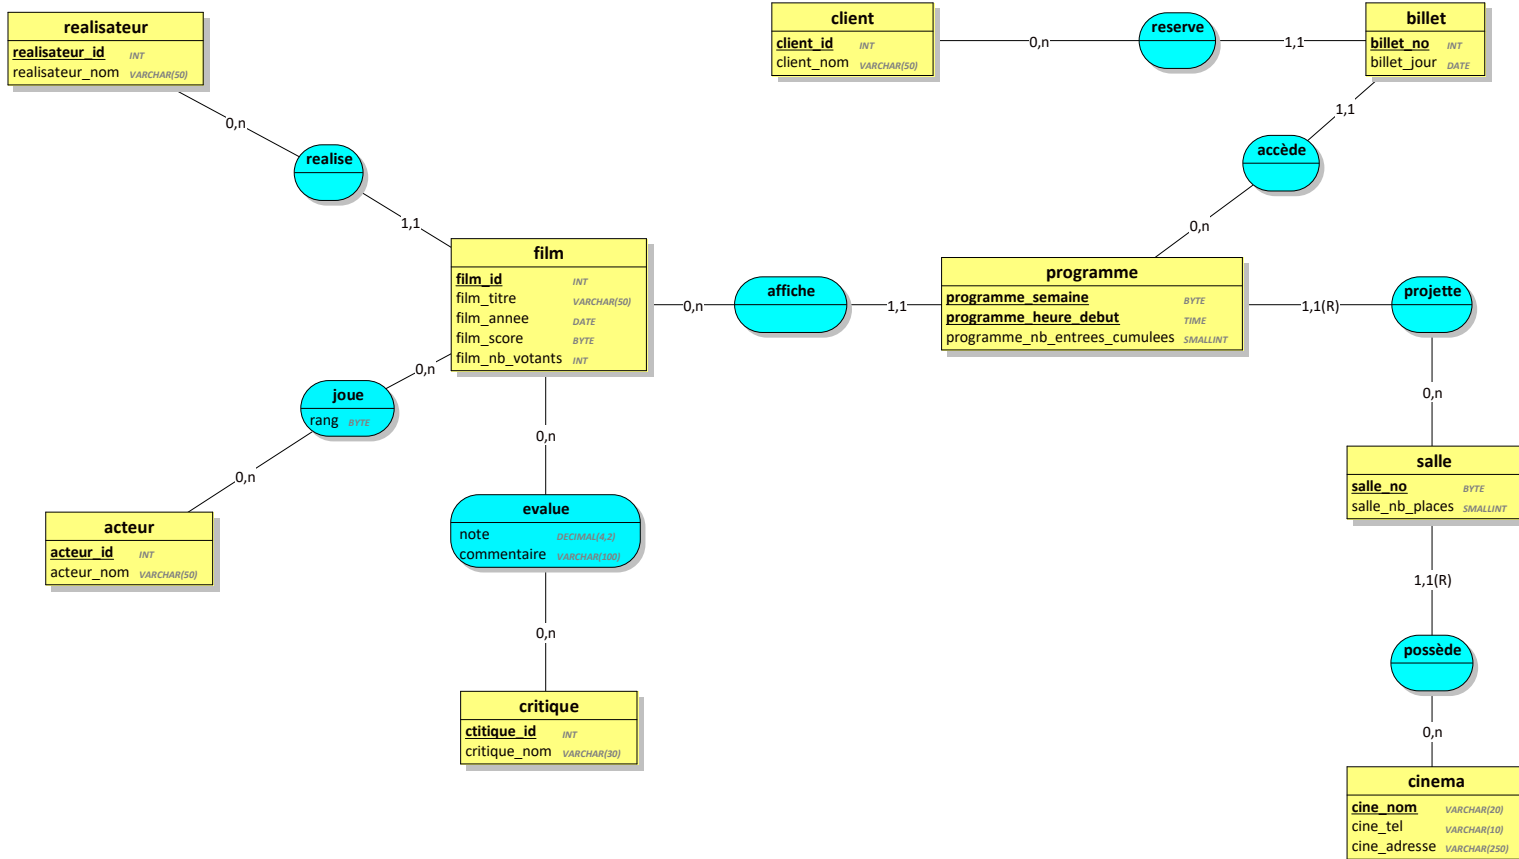 realisateur
realisateur_id INT
realisateur_nom VARCHAR(50)
client
client_id INT
client_nom VARCHAR(50)
0,n
reserve
1,1
billet
billet_no INT
billet_jour DATE
0,n
realise
1,1
1,1
accède
0,n
film
film_id INT
film_titre VARCHAR(50)
film_annee DATE
film_score BYTE
film_nb_votants INT
0,n
affiche
1,1
programme
programme_semaine BYTE
programme_heure_debut TIME
programme_nb_entrees_cumulees SMALLINT
1,1(R)
projette
0,n
0,n
joue
rang BYTE
0,n
acteur
acteur_id INT
acteur_nom VARCHAR(50)
0,n
evalue
note DECIMAL(4,2)
commentaire VARCHAR(100)
0,n
critique
ctitique_id INT
critique_nom VARCHAR(30)
salle
salle_no BYTE
salle_nb_places SMALLINT
1,1(R)
possède
0,n
cinema
cine_nom VARCHAR(20)
cine_tel VARCHAR(10)
cine_adresse VARCHAR(250)